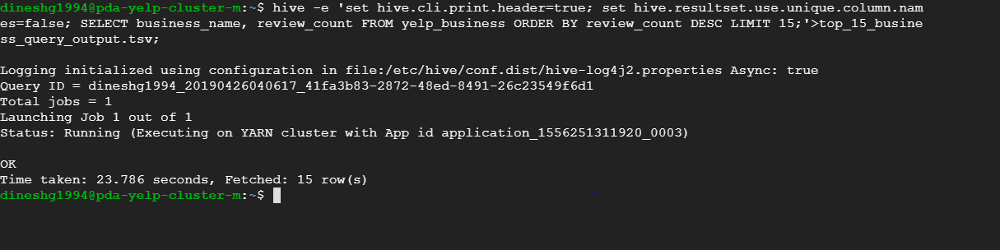 dineshg1994@pda-yelp-cluster-m:~$ hive -e 'set hive.cli.print.header=true; set hive.resultset.use.unique.column.nam
es=false; SELECT business_name, review_count FROM yelp_business ORDER BY review_count DESC LIMIT 15;'>top_15_busine
ss_query_output.tsv;
Logging initialized using configuration in file:/etc/hive/conf.dist/hive-log4j2.properties Async: true
Query ID = dineshg1994_20190426040617_41fa3b83-2872-48ed-8491-26c23549f6d1
Total jobs = 1
Launching Job 1 out of 1
Status: Running (Executing on YARN cluster with App id application_1556251311920_0003)
OK
Time taken: 23.786 seconds, Fetched: 15 row(s)
dineshg1994@pda-yelp-cluster-m:~$